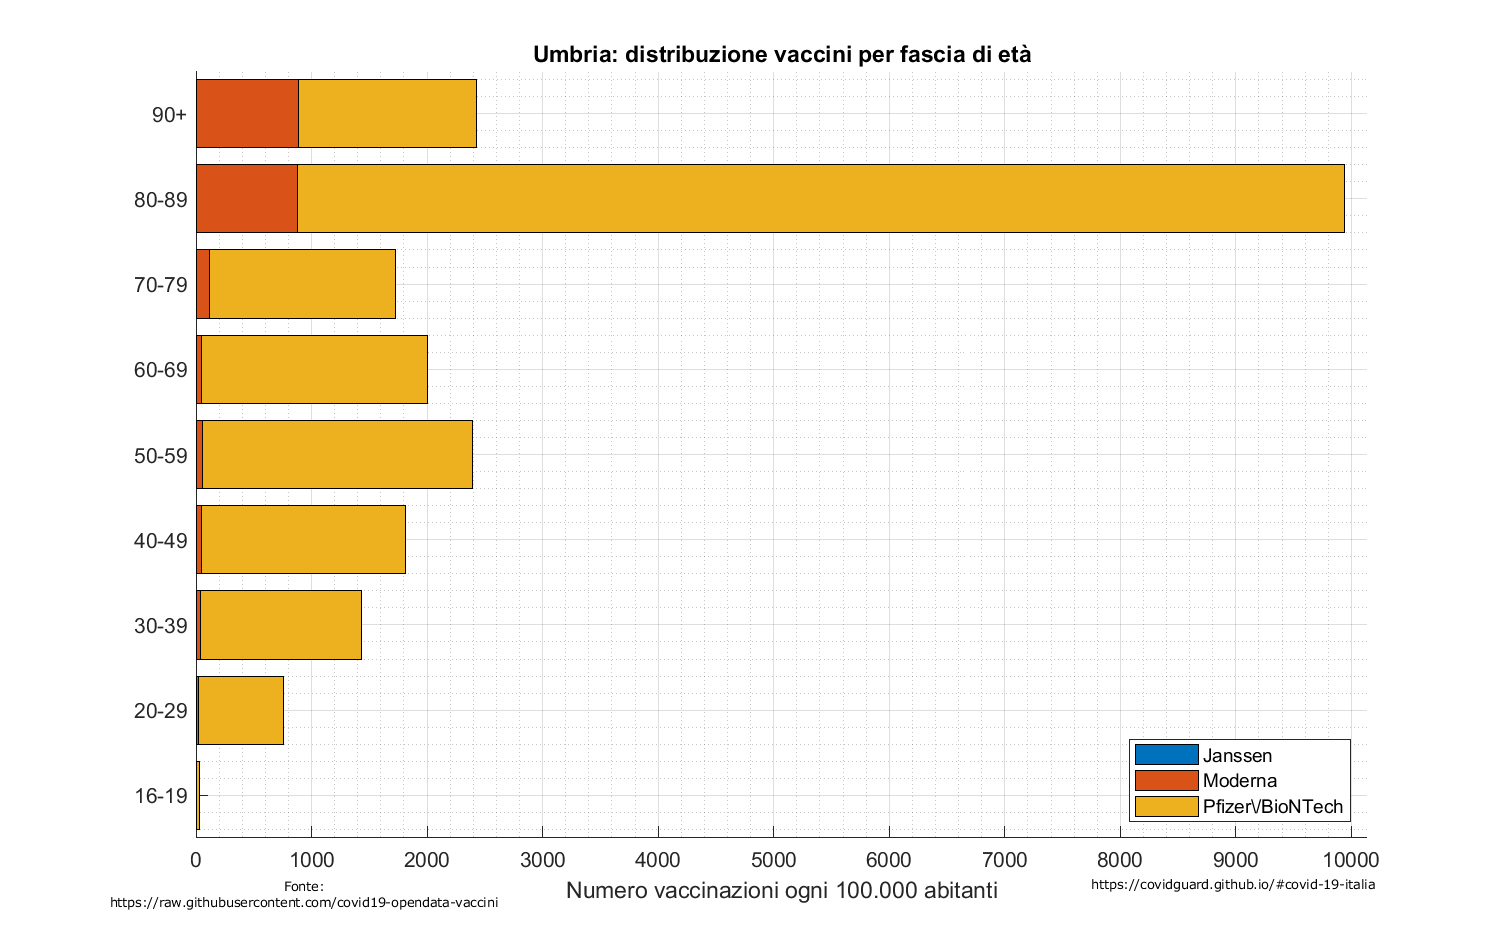 Umbria: distribuzione vaccini per fascia di età
90+
80-89
70-79
60-69
50-59
40-49
30-39
20-29
16-19
Janssen
Moderna
Pfizer\/BioNTech
0 1000 2000 3000 4000 5000 6000 7000 8000 9000 10000
Numero vaccinazioni ogni 100.000 abitanti
Fonte:
https://raw.githubusercontent.com/covid19-opendata-vaccini
https://covidguard.github.io/#covid-19-italia